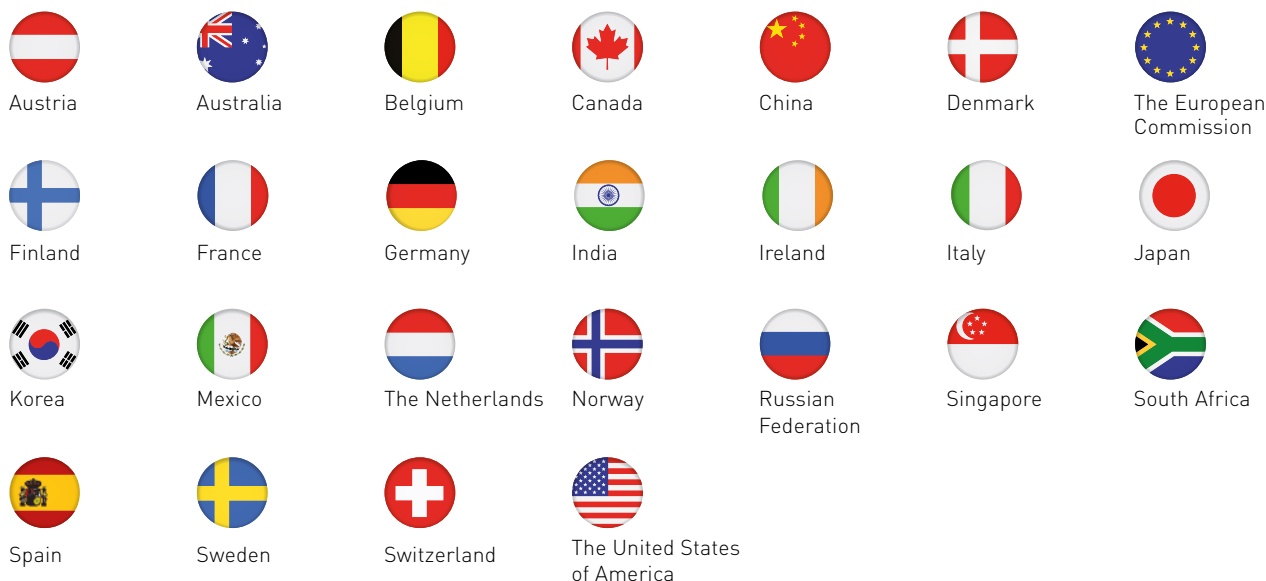 Austria
Australia
Belgium
Canada
China
Denmark
The European
Commission
Finland
France
Germany
India
Ireland
Italy
Japan
Korea
Mexico
The Netherlands
Norway
Russian
Federation
Singapore
South Africa
Spain
Sweden
Switzerland
The United States
of America